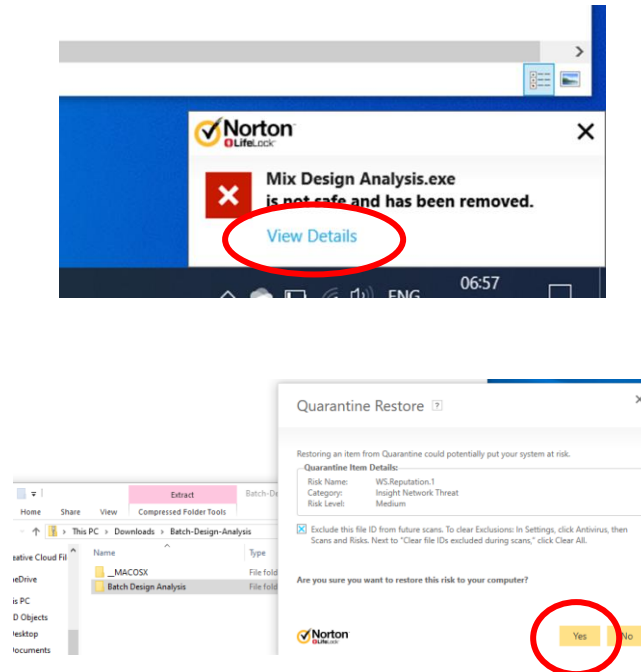 Norton
LifeLock
Mix Design Analysis.exe
is not safe and has been removed.
View Details
ENG
06:57
Quarantine Restore ?
Restoring an item from Quarantine could potentially put your system at risk.
Quarantine Item Details:
Risk Name: WS.Reputation.1
Category: Insight Network Threat
Risk Level: Medium
Exclude this file ID from future scans. To clear Exclusions: In Settings, click Antivirus, then
Scans and Risks. Next to "Clear file IDs excluded during scans," click Clear All.
Are you sure you want to restore this risk to your computer?
Yes No
Norton
LifeLock
Extract Batch-De
Home Share View Compressed Folder Tools
This PC > Downloads > Batch-Design-Analysis
eative Cloud Fil
Name Type
__MACOSX File fold
neDrive
Batch Design Analysis File fold
is PC
D Objects
esktop
ocuments